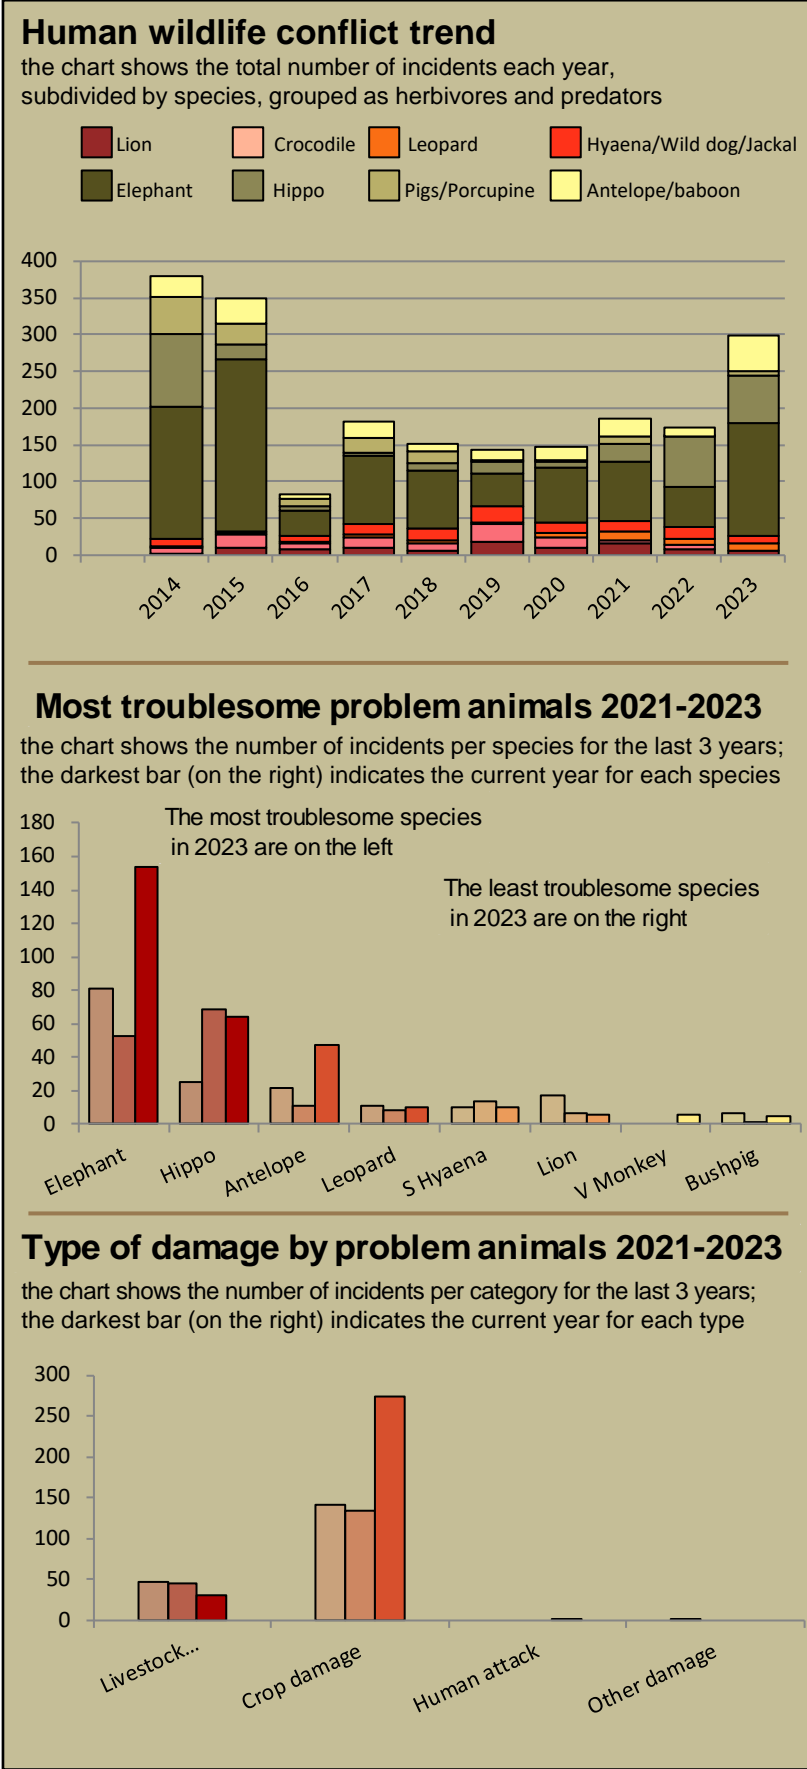 Human wildlife conflict trend
the chart shows the total number of incidents each year,
subdivided by species, grouped as herbivores and predators
Lion Crocodile Leopard Hyaena/Wild dog/Jackal
Elephant Hippo Pigs/Porcupine Antelope/baboon
400
350
300
250
200
150
100
50
0
2014 2015 2016 2017 2018 2019 2020 2021 2022 2023
Most troublesome problem animals 2021-2023
the chart shows the number of incidents per species for the last 3 years;
the darkest bar (on the right) indicates the current year for each species
The most troublesome species
in 2023 are on the left
The least troublesome species
in 2023 are on the right
180
160
140
120
100
80
60
40
20
0
Elephant Hippo Antelope Leopard S Hyaena Lion V Monkey Bushpig
Type of damage by problem animals 2021-2023
the chart shows the number of incidents per category for the last 3 years;
the darkest bar (on the right) indicates the current year for each type
300
250
200
150
100
50
0
Livestock... Crop damage Human attack Other damage